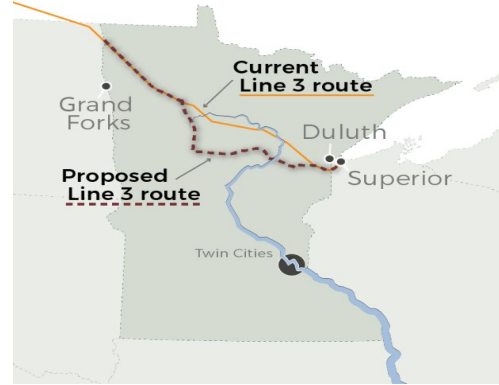 Current
Line 3 route
Grand
Forks
Duluth
Superior
Proposed
Line 3 route
Twin Cities